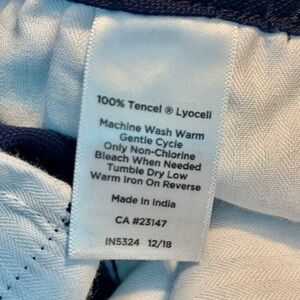 100% Tencel ® Lyocell
Machine Wash Warm
Gentle Cycle
Only Non-Chlorine
Bleach When Needed
Tumble Dry Low
Warm Iron On Reverse
Made In India
CA #23147
IN5324 12/18